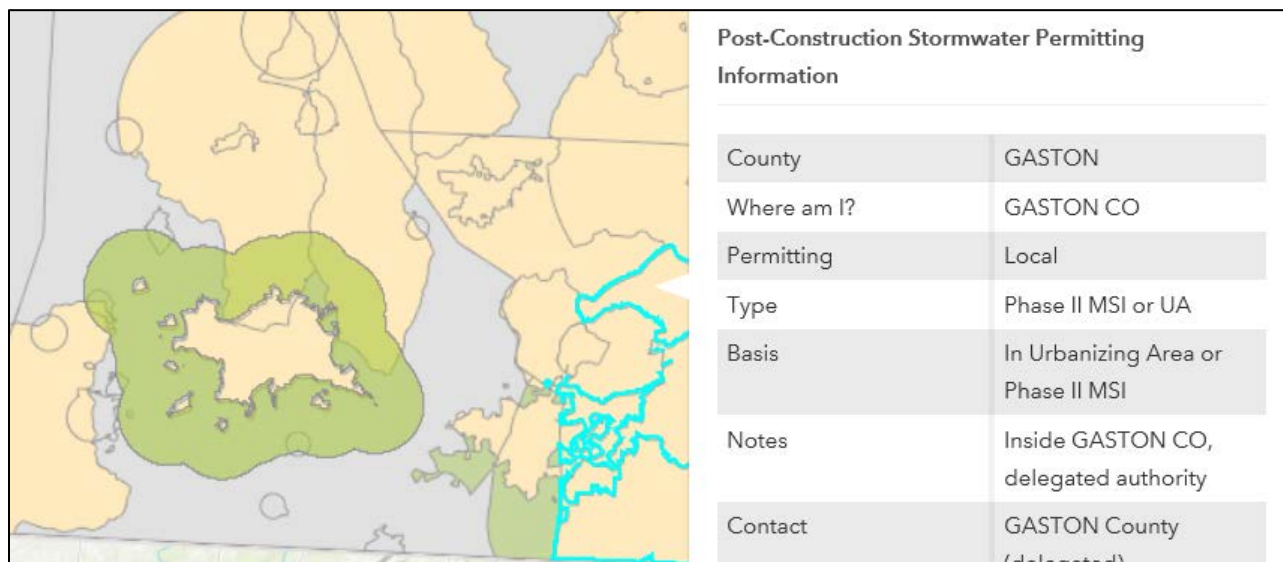 Post-Construction Stormwater Permitting
Information
County GASTON
Where am I? GASTON CO
Permitting Local
Type Phase II MSI or UA
Basis In Urbanizing Area or
Phase II MSI
Notes Inside GASTON CO,
delegated authority
Contact GASTON County
(delegated)